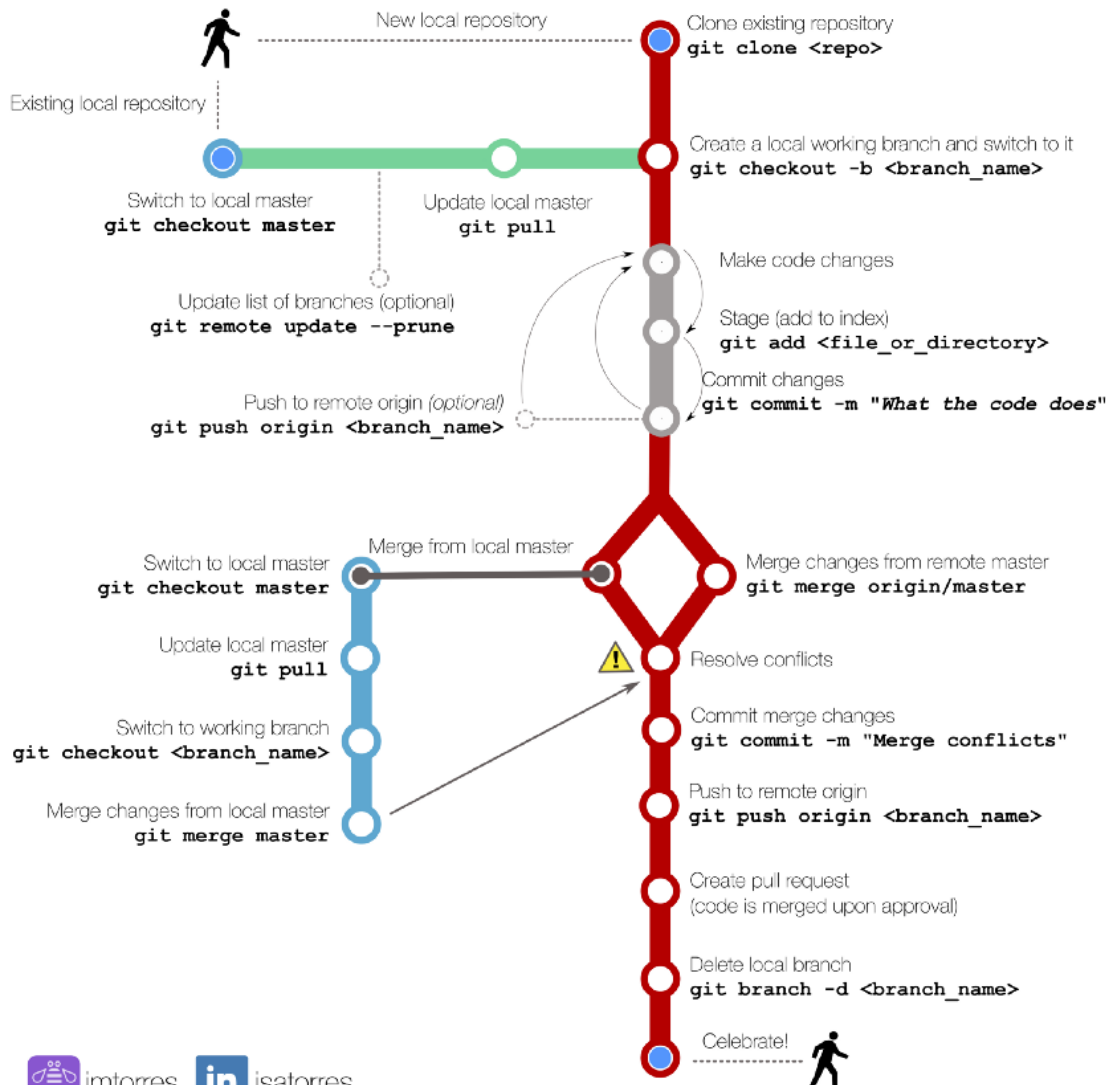 New local repository
Clone existing repository
git clone <repo>
Existing local repository
Create a local working branch and switch to it
git checkout -b <branch_name>
Switch to local master
git checkout master
Update local master
git pull
Make code changes
Update list of branches (optional)
git remote update --prune
Stage (add to index)
git add <file_or_directory>
Commit changes
git commit -m "What the code does"
Push to remote origin (optional)
git push origin <branch_name>
Merge from local master
Switch to local master
git checkout master
Merge changes from remote master
git merge origin/master
Update local master
git pull
Resolve conflicts
Switch to working branch
git checkout <branch_name>
Commit merge changes
git commit -m "Merge conflicts"
Merge changes from local master
git merge master
Push to remote origin
git push origin <branch_name>
Create pull request
(code is merged upon approval)
Delete local branch
git branch -d <branch_name>
Celebrate!
imtorres
in isatorres